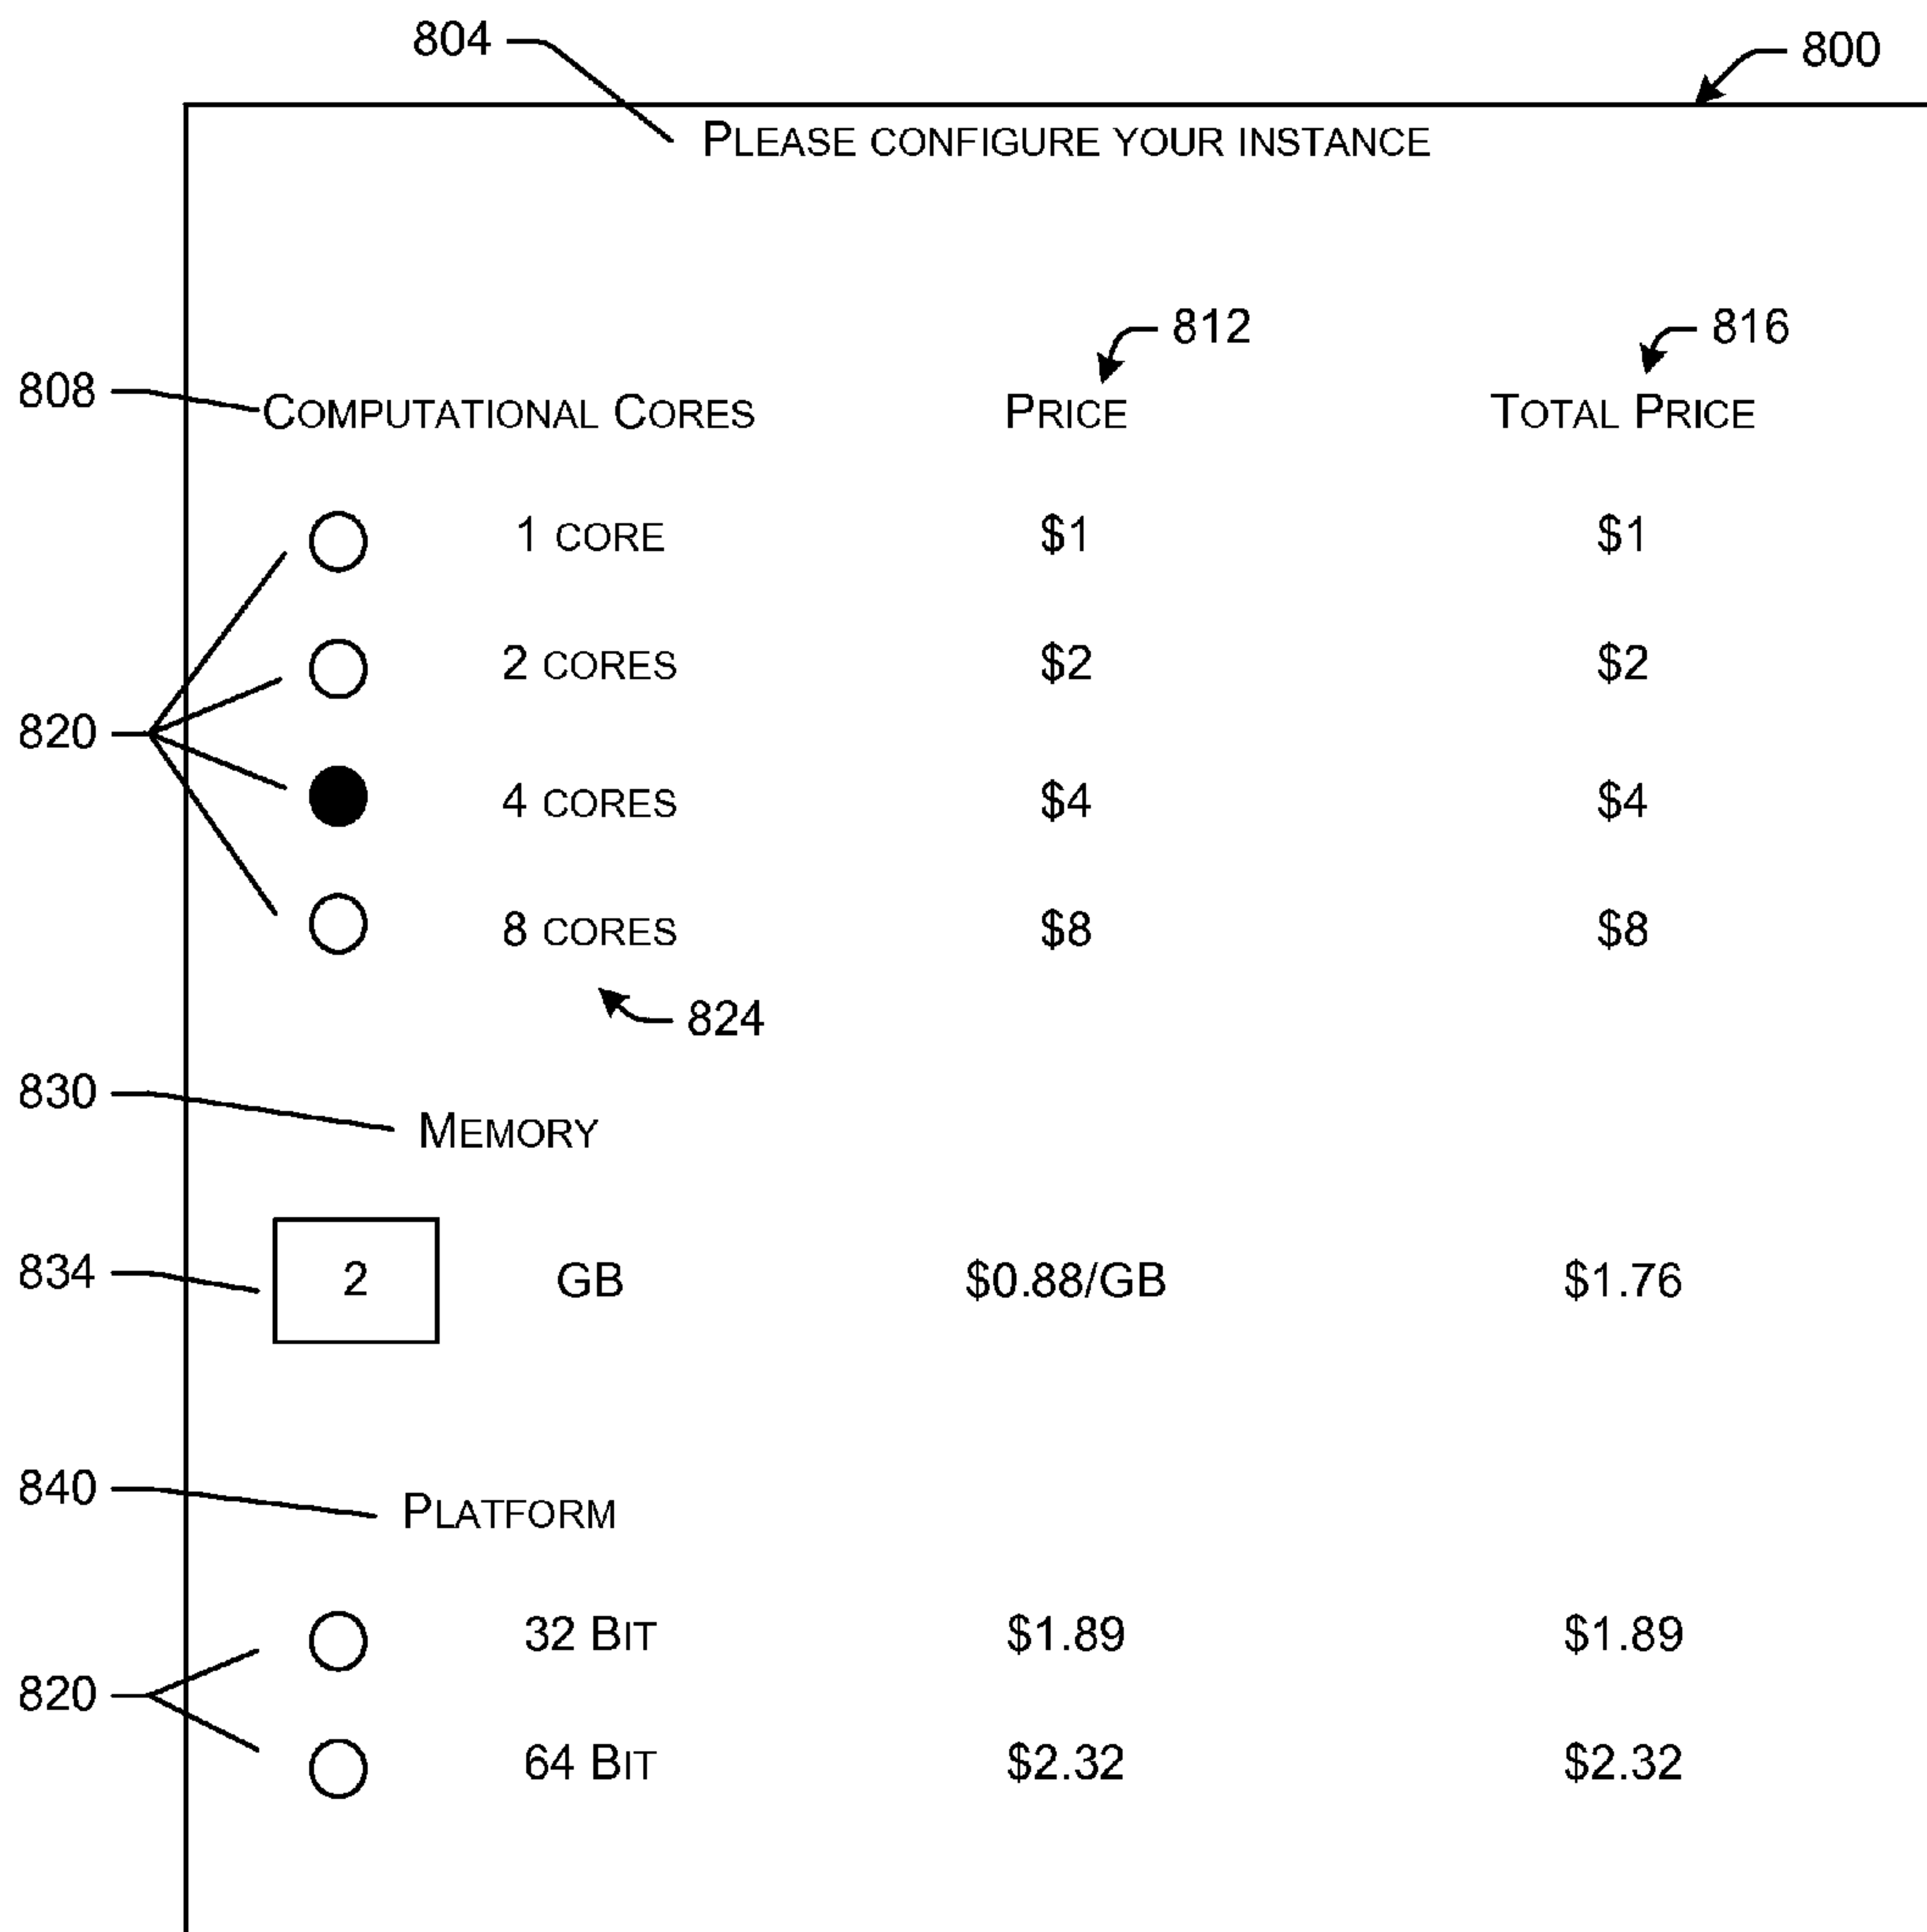 804
800
PLEASE CONFIGURE YOUR INSTANCE
812
816
808
COMPUTATIONAL CORES PRICE TOTAL PRICE
1 CORE $1 $1
2 CORES $2 $2
820
4 CORES $4 $4
8 CORES $8 $8
824
830
MEMORY
834 2 GB $0.88/GB $1.76
840
PLATFORM
32 BIT $1.89 $1.89
820
64 BIT $2.32 $2.32